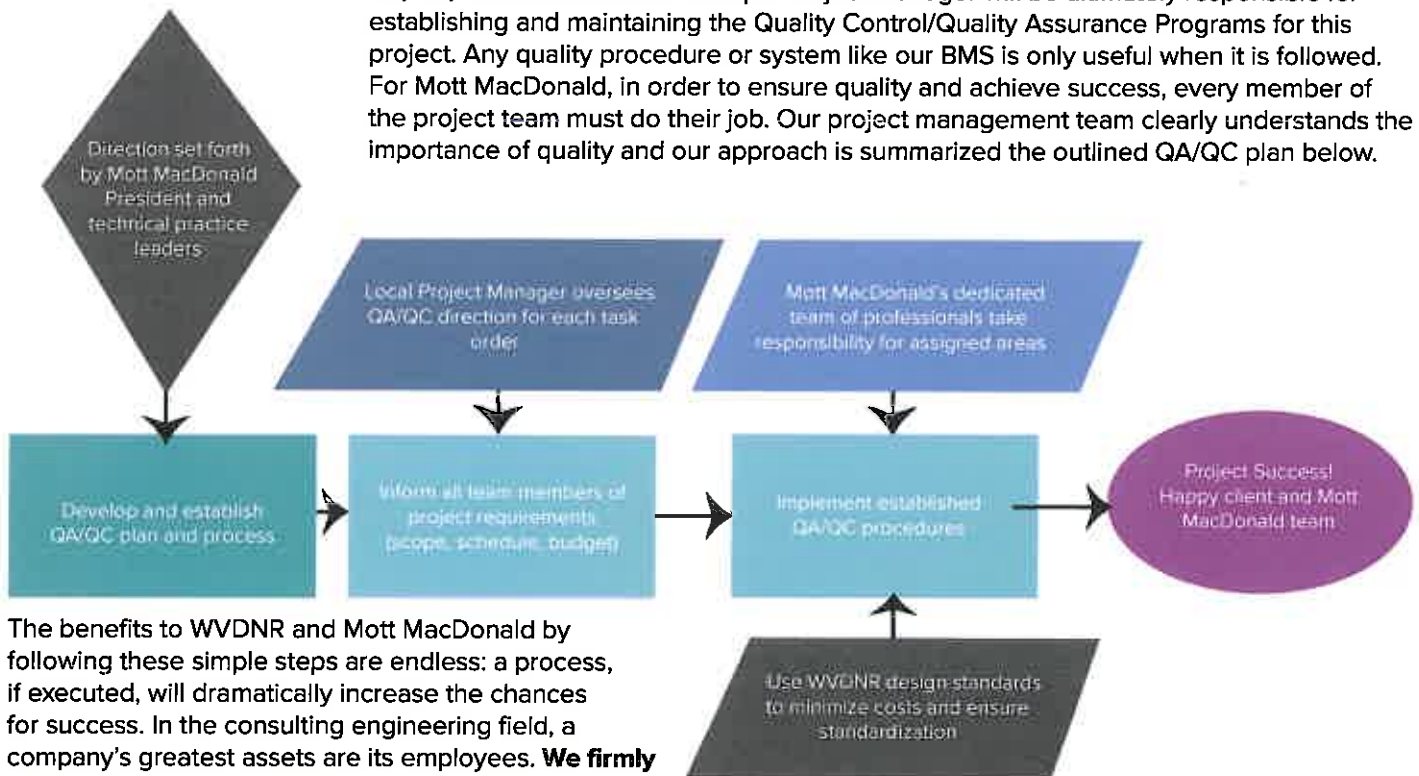 establishing and maintaining the Quality Control/Quality Assurance Programs for this
project. Any quality procedure or system like our BMS is only useful when it is followed.
For Mott MacDonald, in order to ensure quality and achieve success, every member of
the project team must do their job. Our project management team clearly understands the
importance of quality and our approach is summarized the outlined QA/QC plan below.
Direction set forth
by Mott MacDonald
President and
technical practice
leaders
Local Project Manager oversees
QA/QC direction for each task
order
Mott MacDonald's dedicated
team of professionals take
responsibility for assigned areas
Develop and establish
QA/QC plan and process
Inform all team members of
project requirements
(scope, schedule, budget)
Implement established
QA/QC procedures
Project Success!
Happy client and Mott
MacDonald team
The benefits to WVDNR and Mott MacDonald by
following these simple steps are endless: a process,
if executed, will dramatically increase the chances
for success. In the consulting engineering field, a
company's greatest assets are its employees. We firmly
Use WVDNR design standards
to minimize costs and ensure
standardization